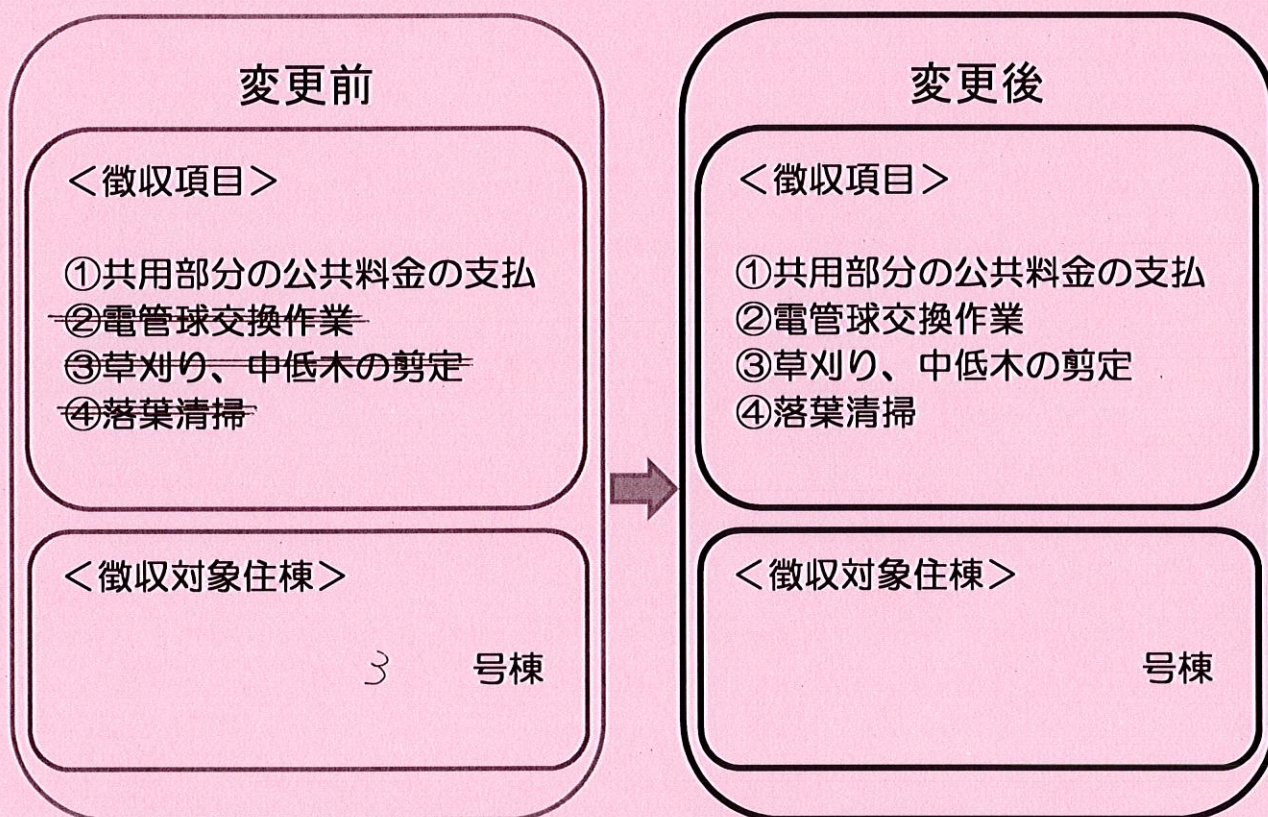 変更前
＜徴収項目＞
①共用部分の公共料金の支払
②電管球交換作業
③草刈り、中低木の剪定
④落葉清掃
＜徴収対象住棟＞
3 号棟
変更後
＜徴収項目＞
①共用部分の公共料金の支払
②電管球交換作業
③草刈り、中低木の剪定
④落葉清掃
＜徴収対象住棟＞
号棟